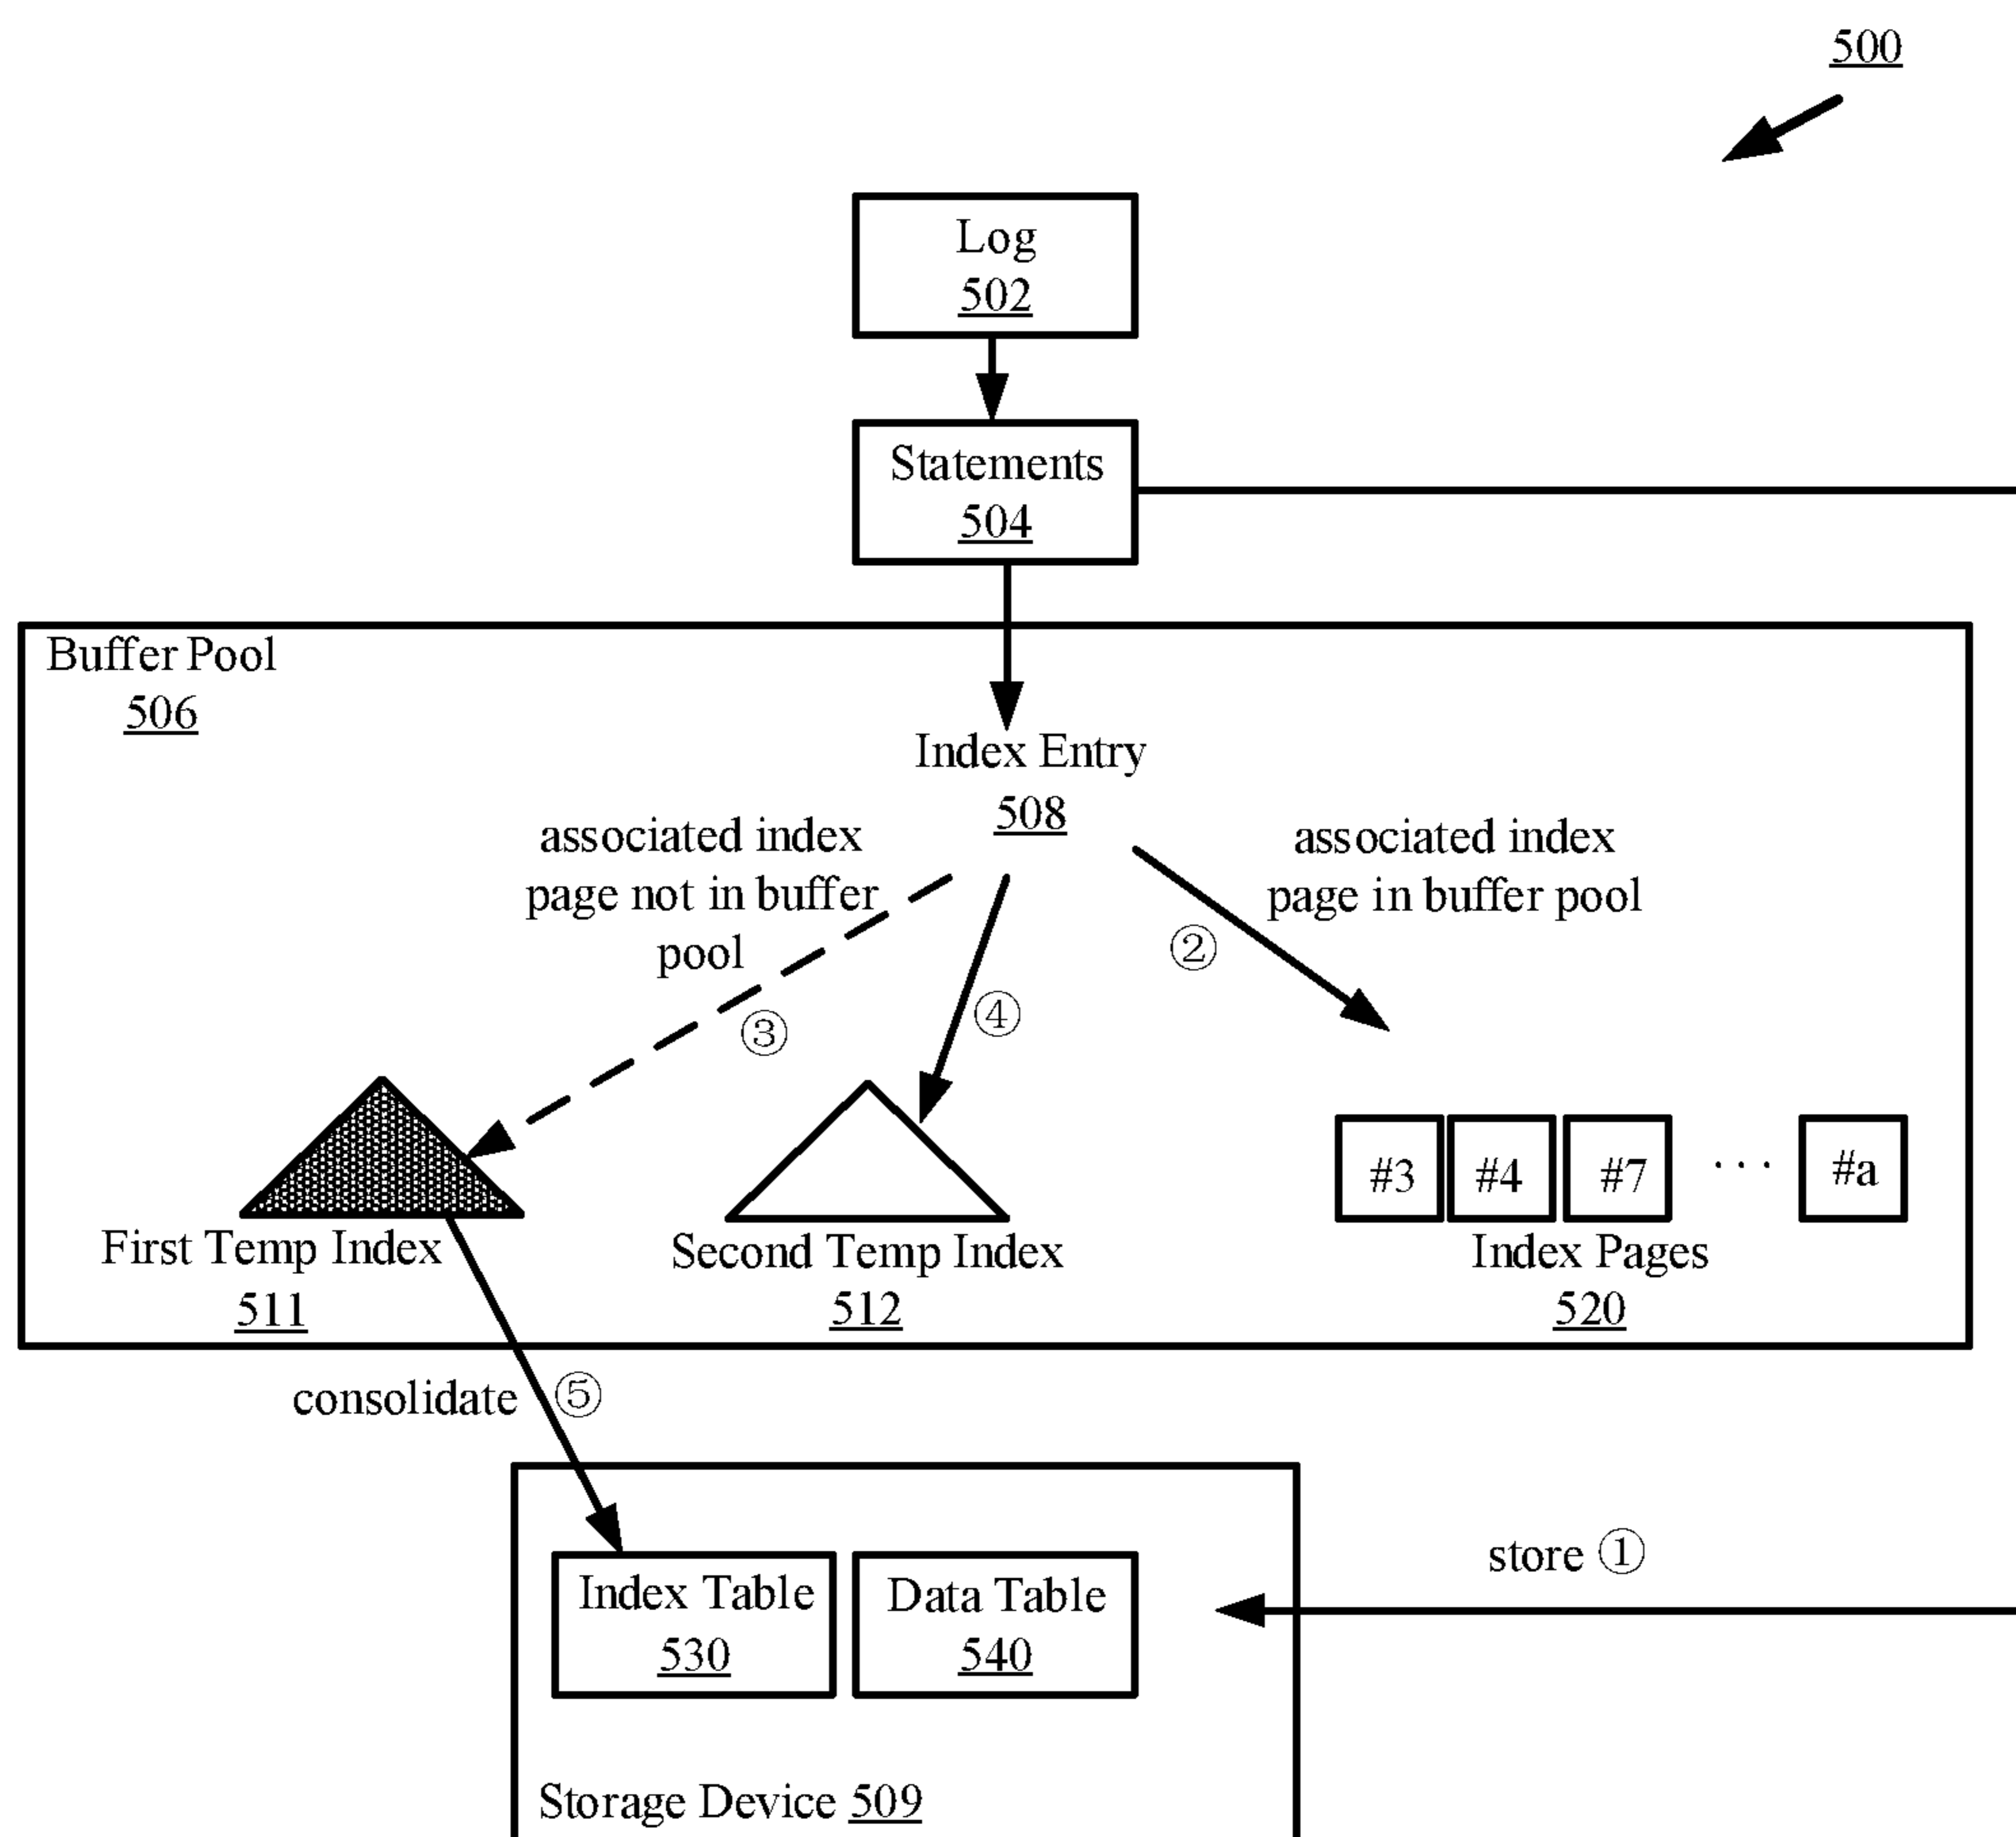 500
Log
502
Statements
504
Buffer Pool
506
Index Entry
508
associated index
page not in buffer
pool
associated index
page in buffer pool
②
③
④
#3 #4 #7 ... #a
First Temp Index
511
Second Temp Index
512
Index Pages
520
consolidate ⑤
store ①
Index Table
530
Data Table
540
Storage Device 509